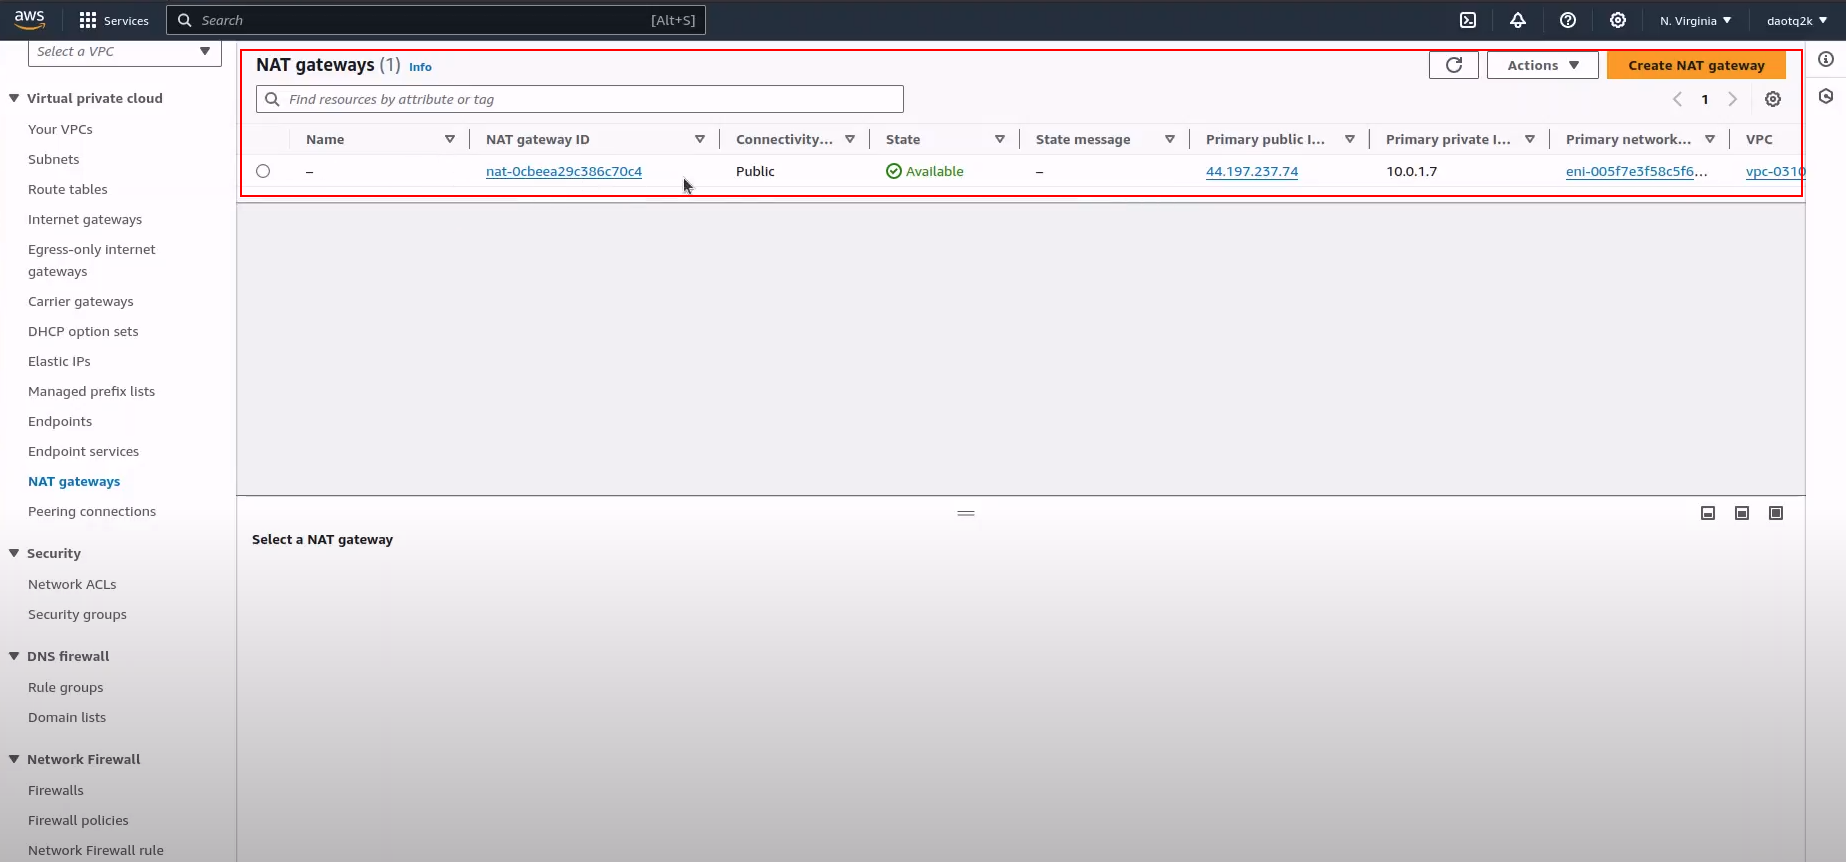 aws Services Search [Alt+S] N. Virginia daotq2k
Select a VPC
Virtual private cloud
Your VPCs
Subnets
Route tables
Internet gateways
Egress-only internet
gateways
Carrier gateways
DHCP option sets
Elastic IPs
Managed prefix lists
Endpoints
Endpoint services
NAT gateways
Peering connections
Security
Network ACLs
Security groups
DNS firewall
Rule groups
Domain lists
Network Firewall
Firewalls
Firewall policies
Network Firewall rule
NAT gateways (1) Info Actions Create NAT gateway
Find resources by attribute or tag 1
Name NAT gateway ID Connectivity... State State message Primary public I... Primary private I... Primary network... VPC
– nat-0cbeea29c386c70c4 Public Available – 44.197.237.74 10.0.1.7 eni-005f7e3f58c5f6... vpc-0310
Select a NAT gateway